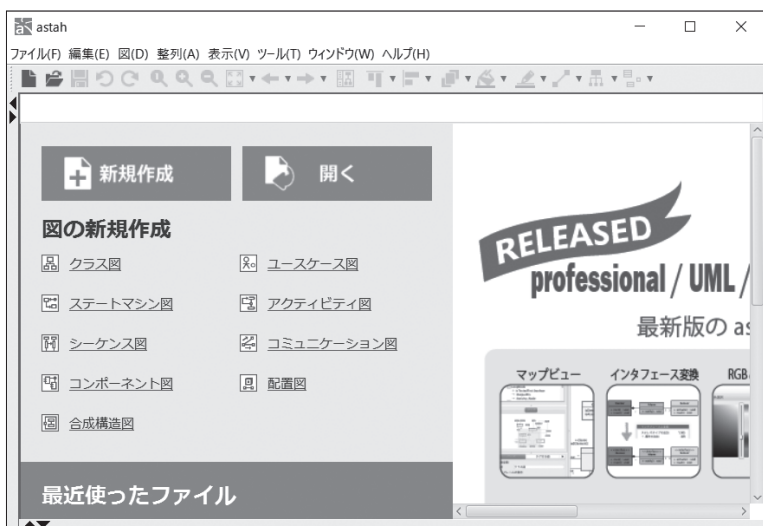 astah
ファイル(F) 編集(E) 図(D) 整列(A) 表示(V) ツール(T) ウィンドウ(W) ヘルプ(H)
新規作成 開く
図の新規作成
クラス図 ユースケース図
ステートマシン図 アクティビティ図
シーケンス図 コミュニケーション図
コンポーネント図 配置図
合成構造図
最近使ったファイル
RELEASED
professional / UML /
最新版の as
マップビュー インタフェース変換 RGB